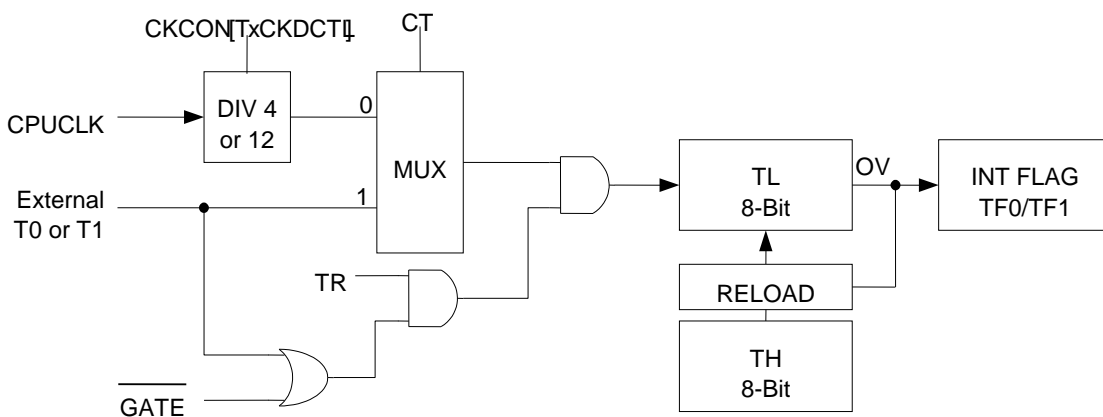 CKCON[TxCKDCTL]
CT
CPUCLK
DIV 4
or 12
0
MUX
External
T0 or T1
1
TL
8-Bit
OV
INT FLAG
TF0/TF1
TR
RELOAD
TH
8-Bit
GATE